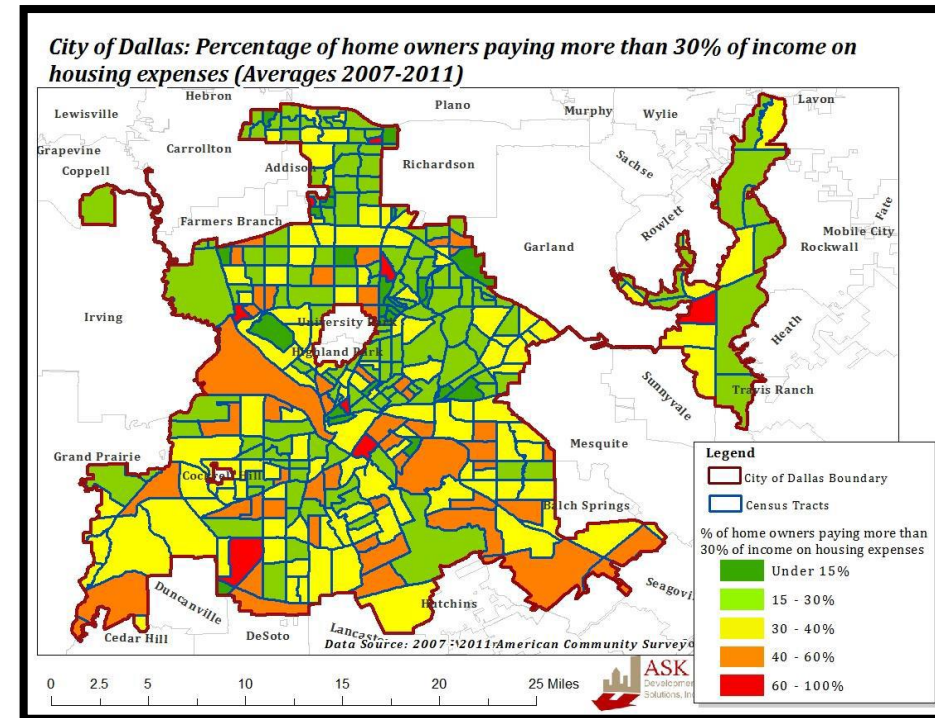 City of Dallas: Percentage of home owners paying more than 30% of income on
housing expenses (Averages 2007-2011)
Hebron
Lewisville
Plano
Murphy
Wylie
Lavon
Grapevine
Carrollton
Coppell
Addison
Richardson
Sachse
Farmers Branch
Rowlett
Fate
Mobile City
Garland
Rockwall
Irving
University Park
Heath
Highland Park
Sunnyvale
Travis Ranch
Mesquite
Grand Prairie
Cockrell Hill
Balch Springs
Duncanville
Hutchins
Cedar Hill
DeSoto
Data Source: 2007
2011 American Community Survey
Legend
City of Dallas Boundary
Census Tracts
% of home owners paying more than
30% of income on housing expenses
Under 15%
15 - 30%
30 - 40%
40 - 60%
60 - 100%
ASK
Solutions,
0 2.5 5 10 15 20 25 Miles